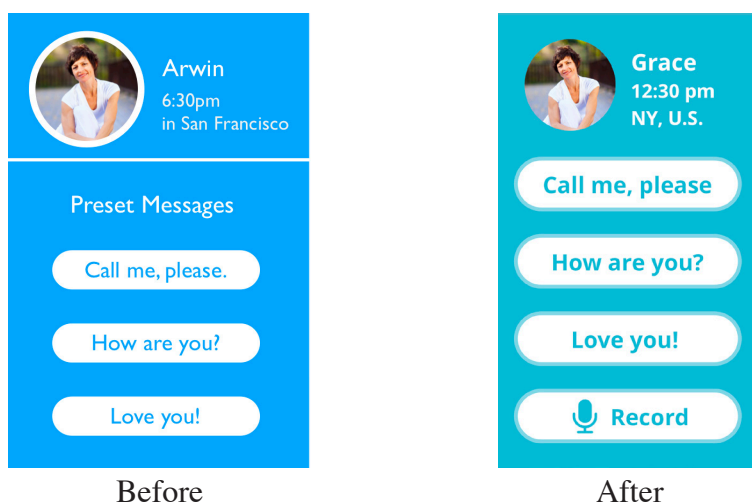 Arwin
6:30pm
in San Francisco
Preset Messages
Call me, please.
How are you?
Love you!
Before
Grace
12:30 pm
NY, U.S.
Call me, please
How are you?
Love you!
Record
After